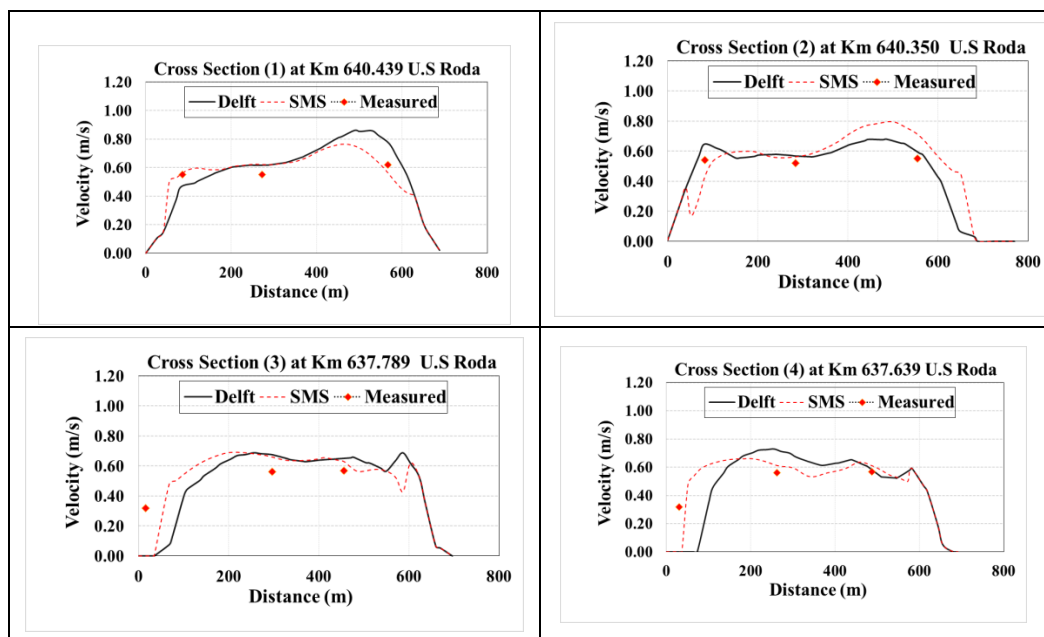 Cross Section (1) at Km 640.439 U.S Roda
Delft SMS Measured
Velocity (m/s)
1.20
1.00
0.80
0.60
0.40
0.20
0.00
0 200 400 600 800
Distance (m)
Cross Section (2) at Km 640.350 U.S Roda
Delft SMS Measured
Velocity (m/s)
1.20
1.00
0.80
0.60
0.40
0.20
0.00
0 200 400 600 800
Distance (m)
Cross Section (3) at Km 637.789 U.S Roda
Delft SMS Measured
Velocity (m/s)
1.20
1.00
0.80
0.60
0.40
0.20
0.00
0 200 400 600 800
Distance (m)
Cross Section (4) at Km 637.639 U.S Roda
Delft SMS Measured
Velocity (m/s)
1.20
1.00
0.80
0.60
0.40
0.20
0.00
0 200 400 600 800
Distance (m)